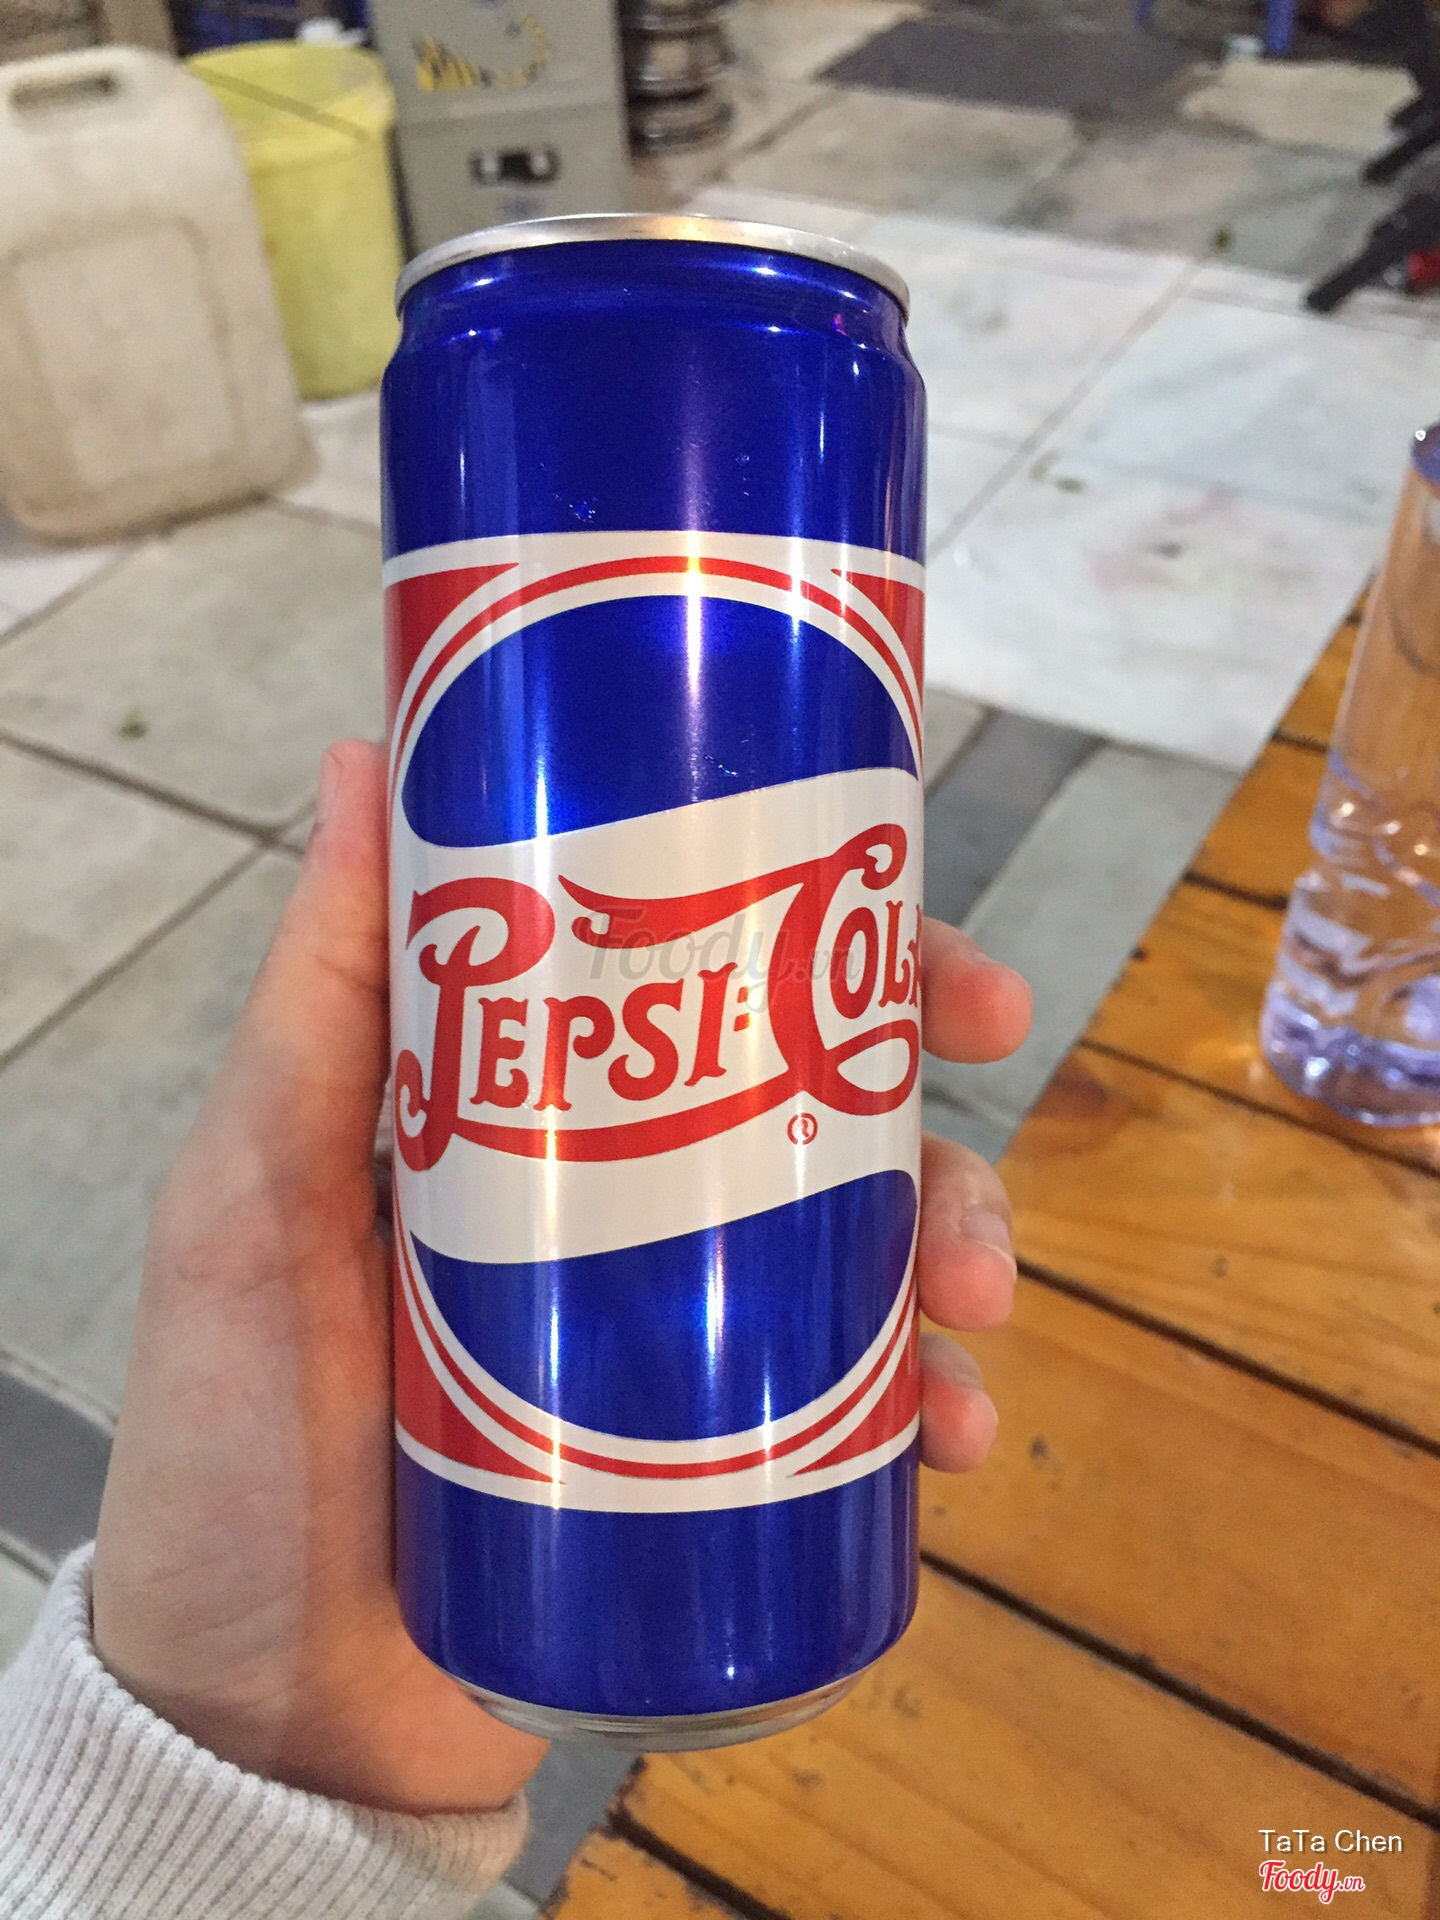 PEPSI=COLA
®
Foody.vn
TaTa Chen
Foody.vn